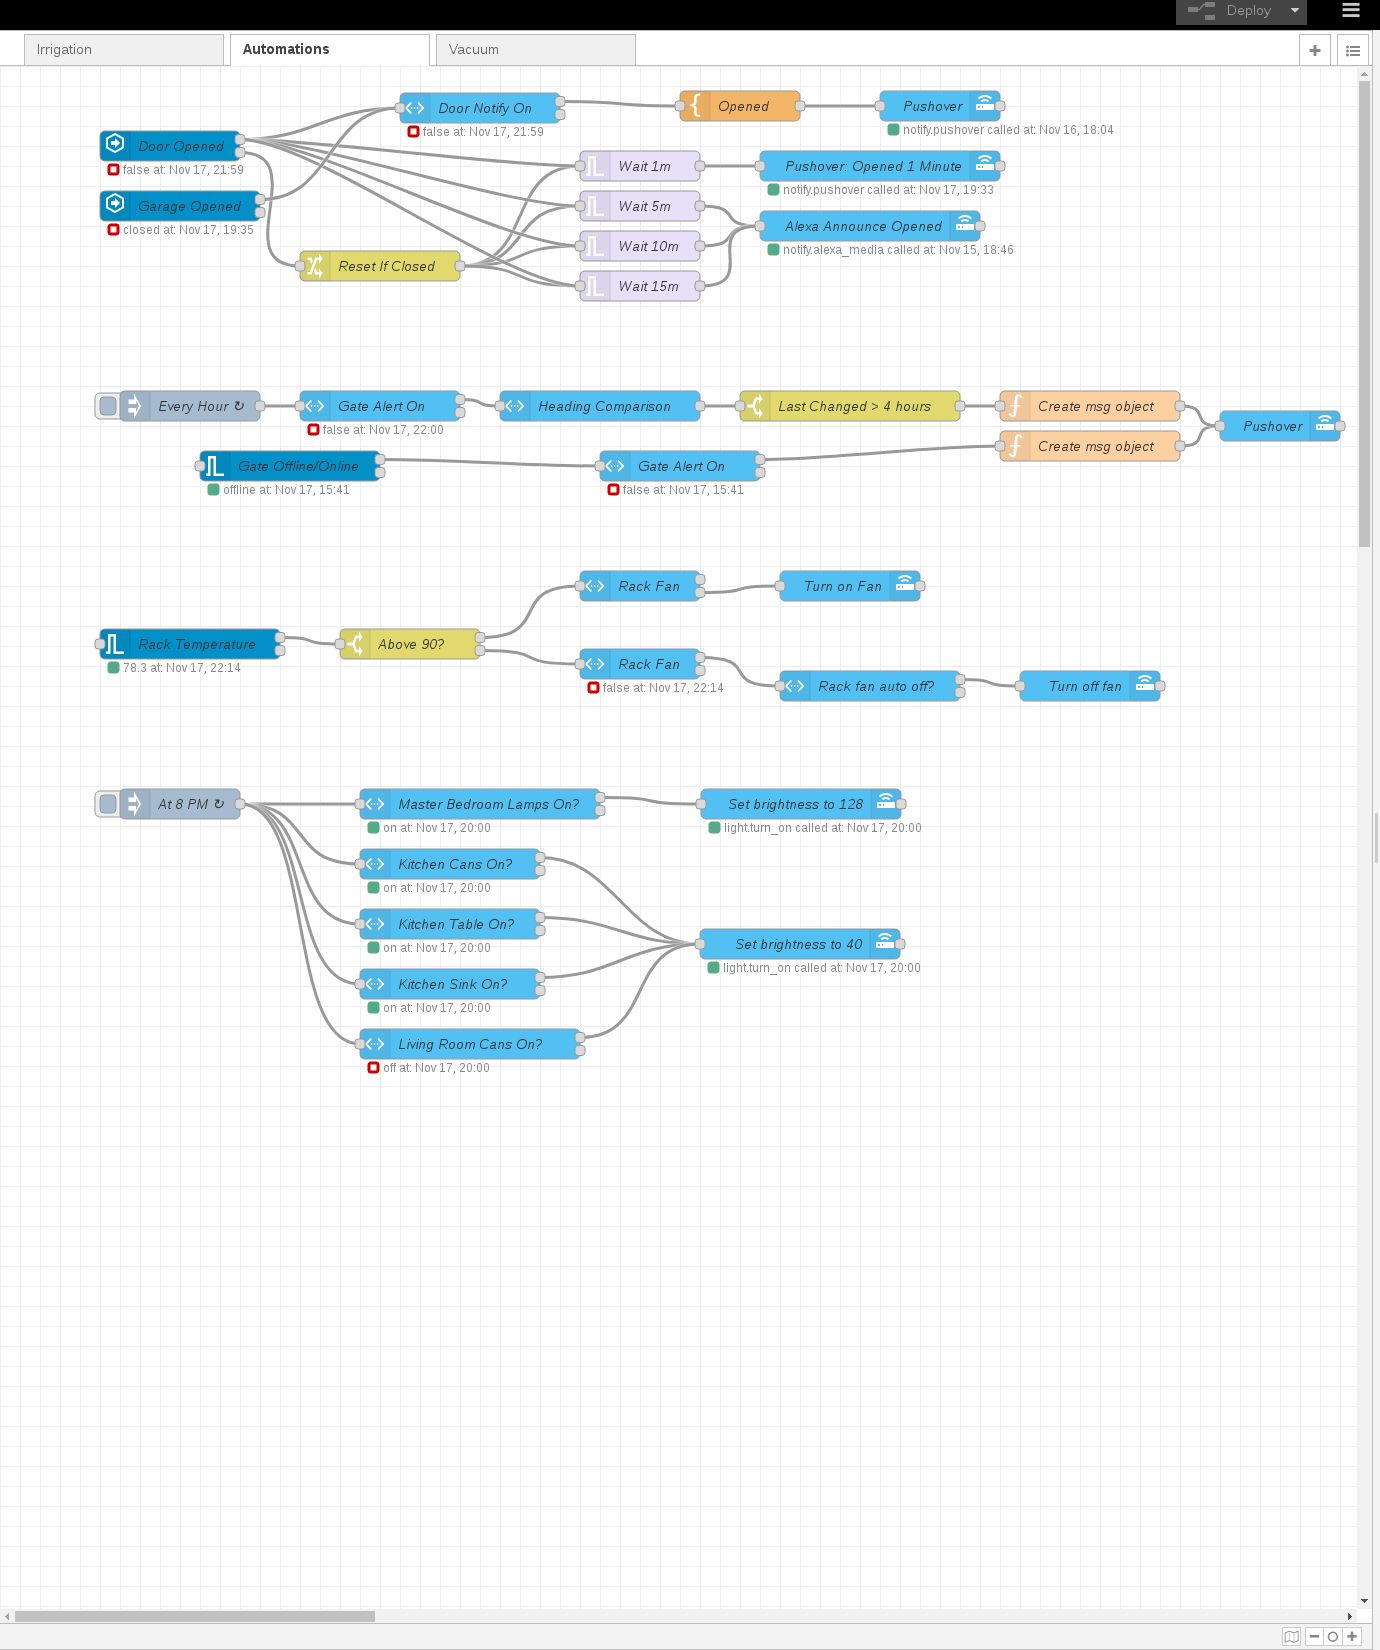 Deploy
Irrigation
Automations
Vacuum
Door Notify On
false at: Nov 17, 21:59
Opened
Pushover
notify.pushover called at: Nov 16, 18:04
Door Opened
false at: Nov 17, 21:59
Wait 1m
Pushover: Opened 1 Minute
notify.pushover called at: Nov 17, 19:33
Garage Opened
closed at: Nov 17, 19:35
Wait 5m
Alexa Announce Opened
notify.alexa_media called at: Nov 15, 18:46
Wait 10m
Reset If Closed
Wait 15m
Every Hour ↻
Gate Alert On
false at: Nov 17, 22:00
Heading Comparison
Last Changed > 4 hours
Create msg object
Pushover
Create msg object
Gate Offline/Online
offline at: Nov 17, 15:41
Gate Alert On
false at: Nov 17, 15:41
Rack Fan
Turn on Fan
Rack Temperature
78.3 at: Nov 17, 22:14
Above 90?
Rack Fan
false at: Nov 17, 22:14
Rack fan auto off?
Turn off fan
At 8 PM ↻
Master Bedroom Lamps On?
on at: Nov 17, 20:00
Set brightness to 128
light.turn_on called at: Nov 17, 20:00
Kitchen Cans On?
on at: Nov 17, 20:00
Kitchen Table On?
on at: Nov 17, 20:00
Set brightness to 40
light.turn_on called at: Nov 17, 20:00
Kitchen Sink On?
on at: Nov 17, 20:00
Living Room Cans On?
off at: Nov 17, 20:00